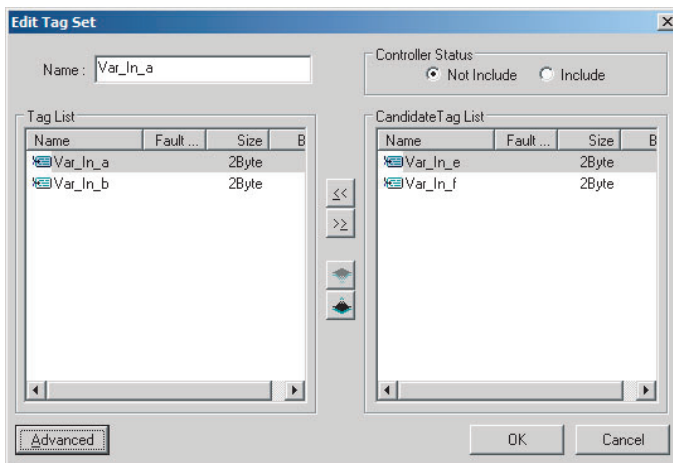 Edit Tag Set
Name : Var_In_a
Controller Status
Not Include Include
Tag List
Name Fault ... Size B
Var_In_a 2Byte
Var_In_b 2Byte
<<
>>
CandidateTag List
Name Fault ... Size B
Var_In_e 2Byte
Var_In_f 2Byte
Advanced
OK Cancel